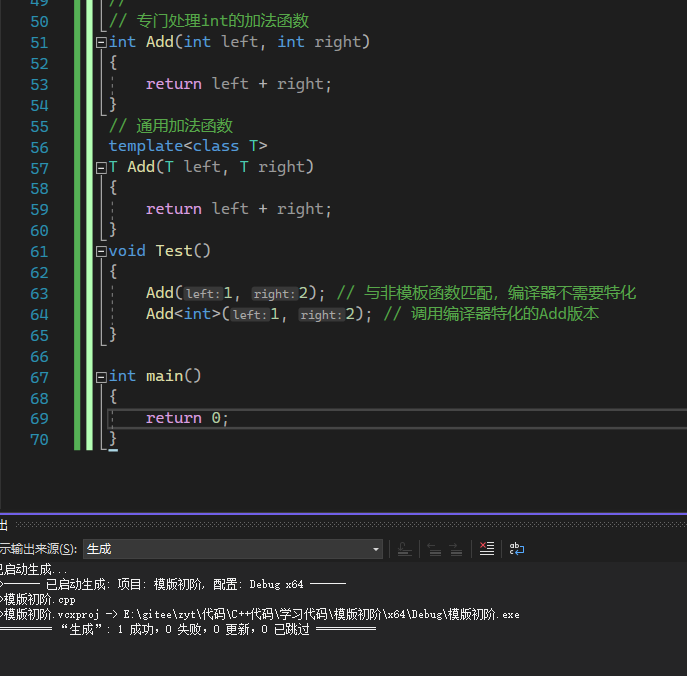 49 //
50 // 专门处理int的加法函数
51 int Add(int left, int right)
52 {
53 return left + right;
54 }
55 // 通用加法函数
56 template<class T>
57 T Add(T left, T right)
58 {
59 return left + right;
60 }
61 void Test()
62 {
63 Add(left:1, right:2); // 与非模板函数匹配，编译器不需要特化
64 Add<int>(left:1, right:2); // 调用编译器特化的Add版本
65 }
66
67 int main()
68 {
69 return 0;
70 }
出
示输出来源(S): 生成
已启动生成...
>------ 已启动生成: 项目: 模版初阶, 配置: Debug x64 ------
>模版初阶.cpp
>模版初阶.vcxproj -> E:\gitee\zyt\代码\C++代码\学习代码\模版初阶\x64\Debug\模版初阶.exe
========== “生成”: 1 成功，0 失败，0 更新，0 已跳过 ==========